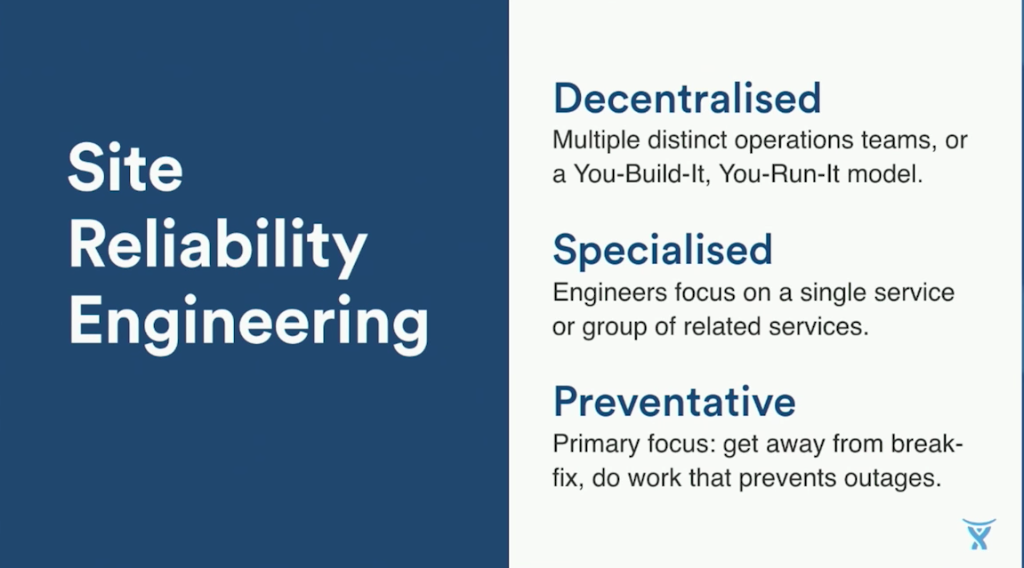 Site
Reliability
Engineering
Decentralised
Multiple distinct operations teams, or
a You-Build-It, You-Run-It model.
Specialised
Engineers focus on a single service
or group of related services.
Preventative
Primary focus: get away from break-
fix, do work that prevents outages.